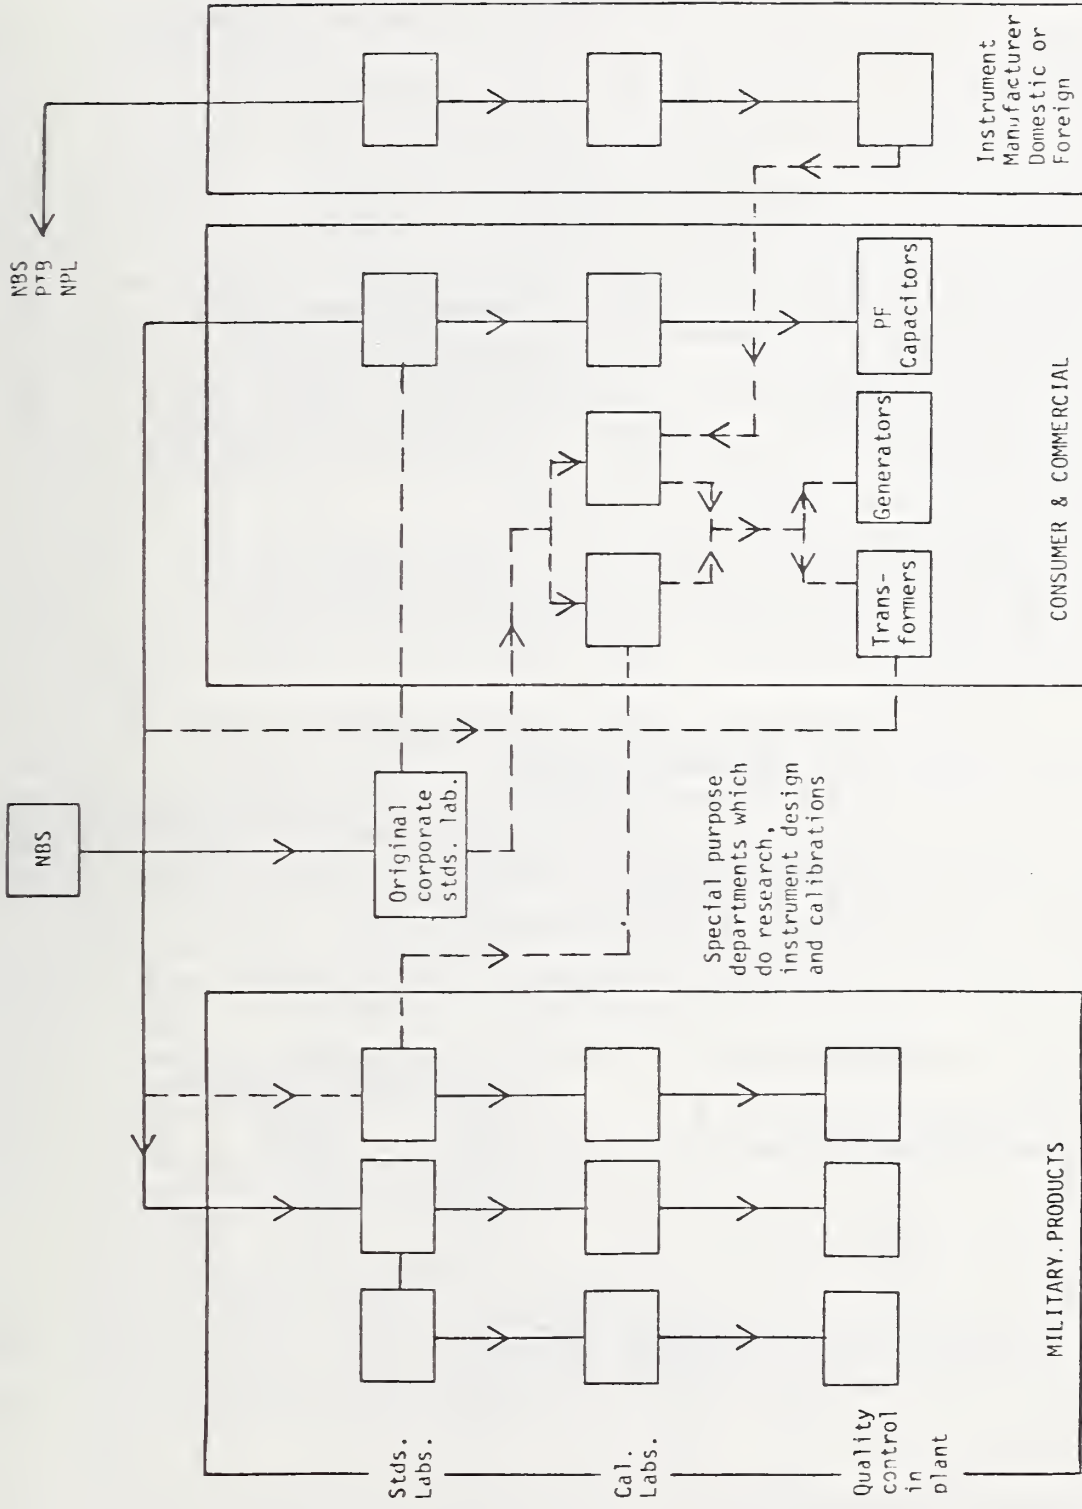 NBS
PTB
NPL
NBS
Stds.
Labs.
Original
corporate
stds. lab.
Cal.
Labs.
Special purpose
departments which
do research,
instrument design
and calibrations
Quality
control
in
plant
Trans-
formers
Generators
PF
Capacitors
MILITARY.PRODUCTS
CONSUMER & COMMERCIAL
Instrument
Manufacturer
Domestic or
Foreign